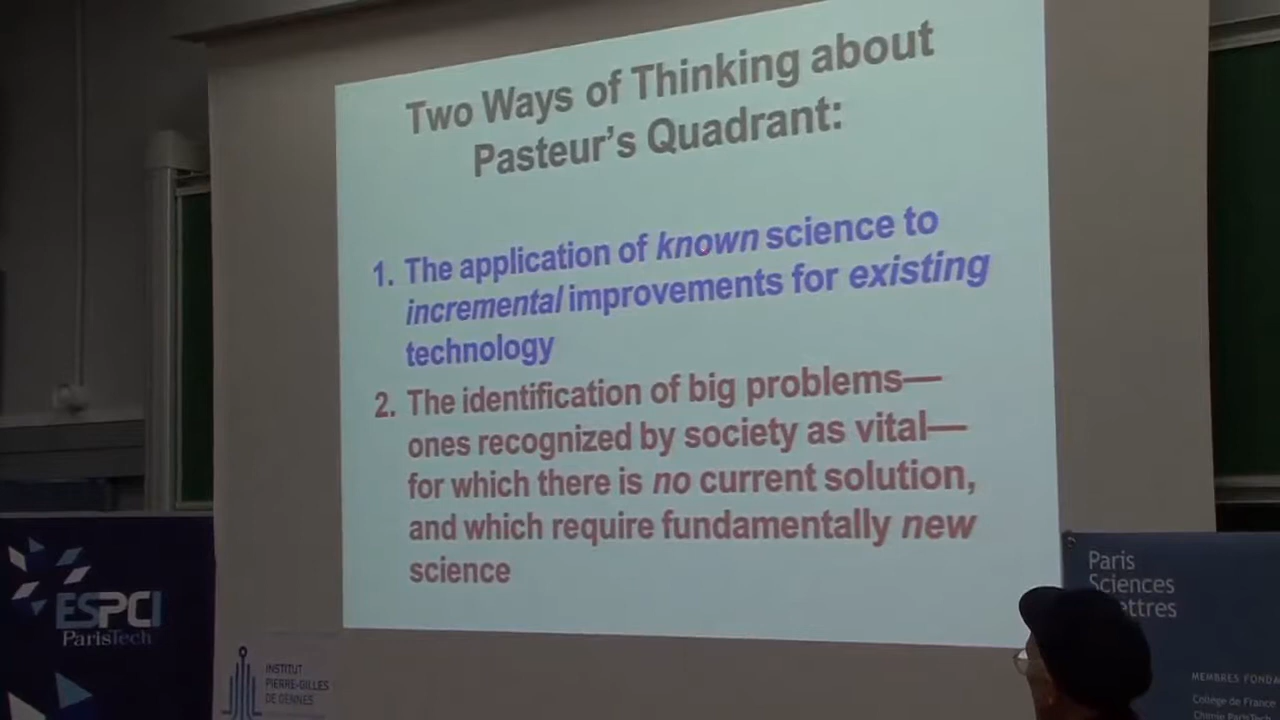 Two Ways of Thinking about
Pasteur's Quadrant:
1. The application of known science to
incremental improvements for existing
technology
2. The identification of big problems—
ones recognized by society as vital—
for which there is no current solution,
and which require fundamentally new
science
ESPCI
ParisTech
INSTITUT
PIERRE-GILLES
DE GENNES
Paris
Sciences
ettres
MEMBRES FONDA
Collège de France
Chimie ParisTech